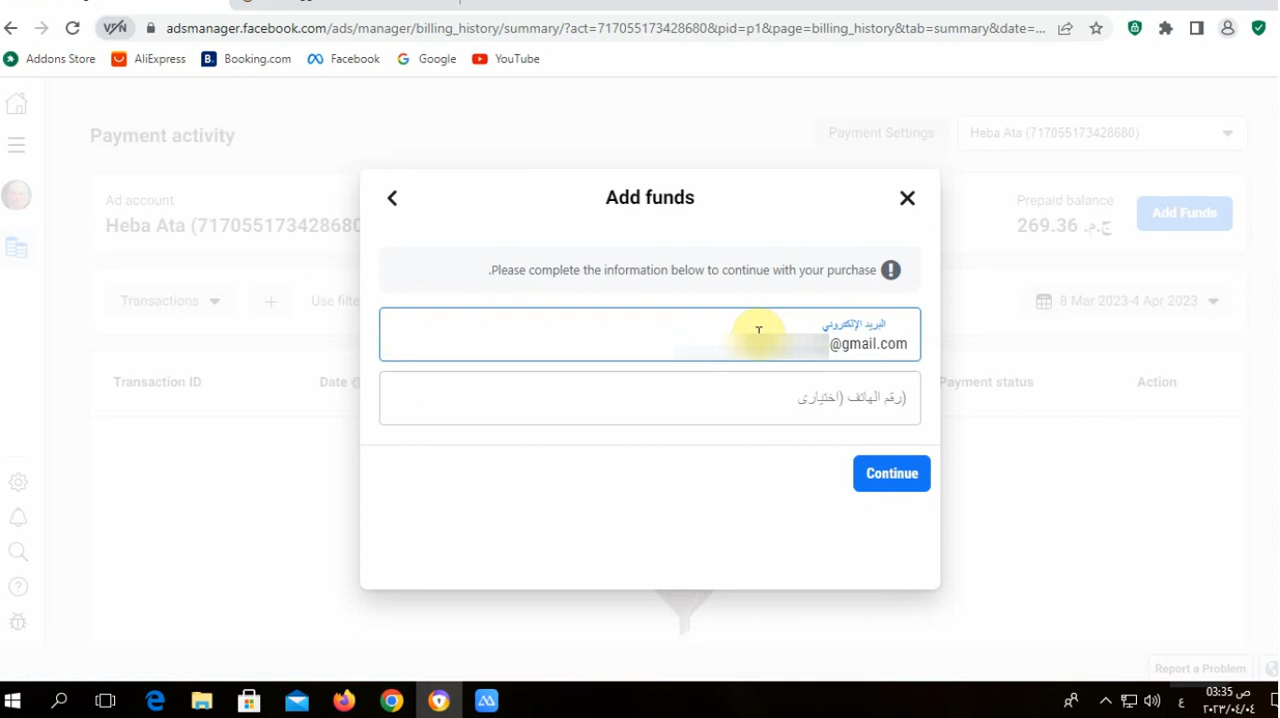 VPN
adsmanager.facebook.com/ads/manager/billing_history/summary/?act=717055173428680&pid=p1&page=billing_history&tab=summary&date=...
Addons Store
AliExpress
Booking.com
Facebook
Google
YouTube
Payment activity
Payment Settings
Heba Ata (717055173428680)
Ad account
Heba Ata (717055173428680
Prepaid balance
ج.م. 269.36
Add Funds
Add funds
.Please complete the information below to continue with your purchase
البريد الإلكتروني
@gmail.com
رقم الهاتف (اختياري)
Continue
Transactions
Use filte
8 Mar 2023-4 Apr 2023
Transaction ID
Date
Payment status
Action
Report a Problem
ع
03:35 ص
٢٠٢٣/٠٤/٠٤